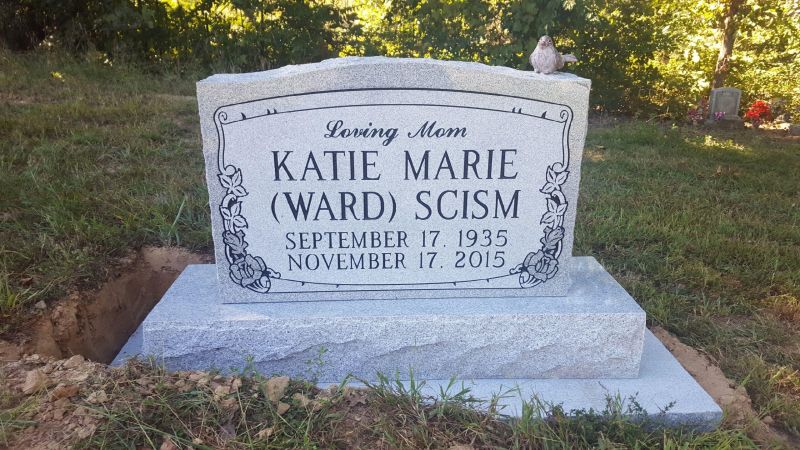 Loving Mom
KATIE MARIE
(WARD) SCISM
SEPTEMBER 17, 1935
NOVEMBER 17, 2015